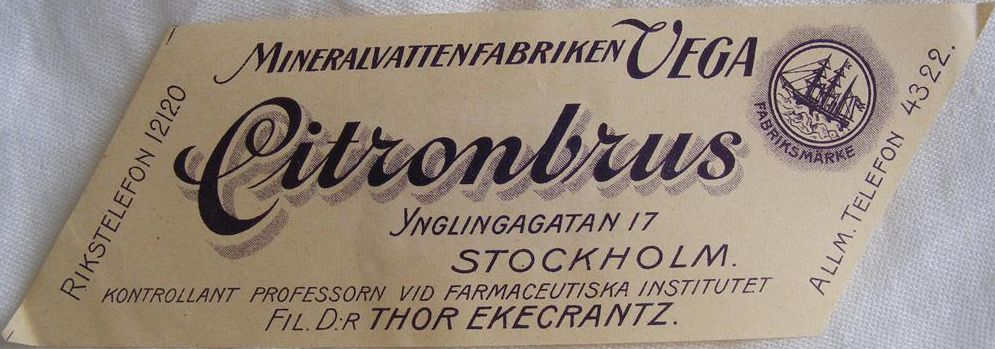 MINERALVATTENFABRIKEN VEGA
Citronbrus
YNGLINGAGATAN 17
STOCKHOLM.
KONTROLLANT PROFESSORN VID FARMACEUTISKA INSTITUTET
FIL. D:R THOR EKECRANTZ.
RIKSTELEFON 12120
ALLM. TELEFON 4322.
FABRIKSMÄRKE